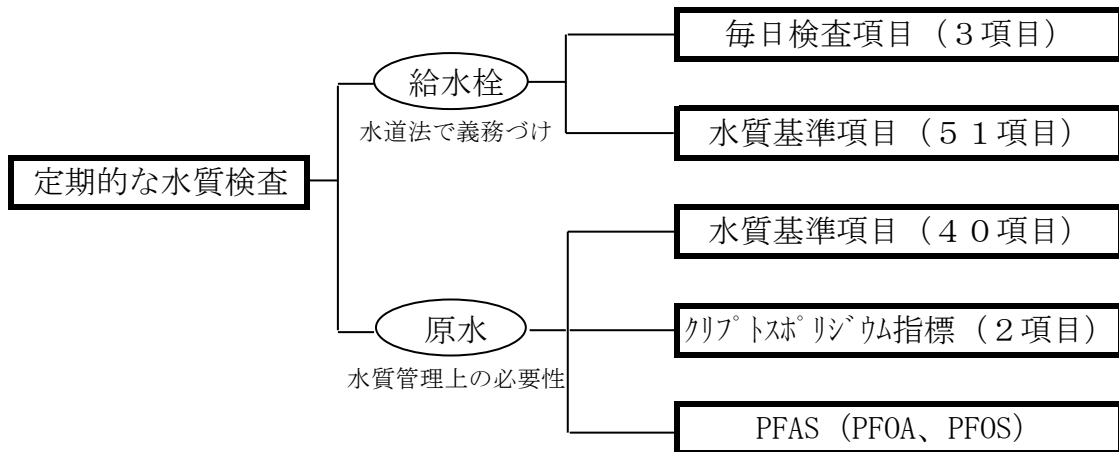 毎日検査項目（３項目）
給水栓
水道法で義務づけ
水質基準項目（５１項目）
定期的な水質検査
水質基準項目（４０項目）
原水
水質管理上の必要性
ｸﾘﾌﾟﾄｽﾎﾟﾘｼﾞｳﾑ指標（２項目）
PFAS（PFOA、PFOS）